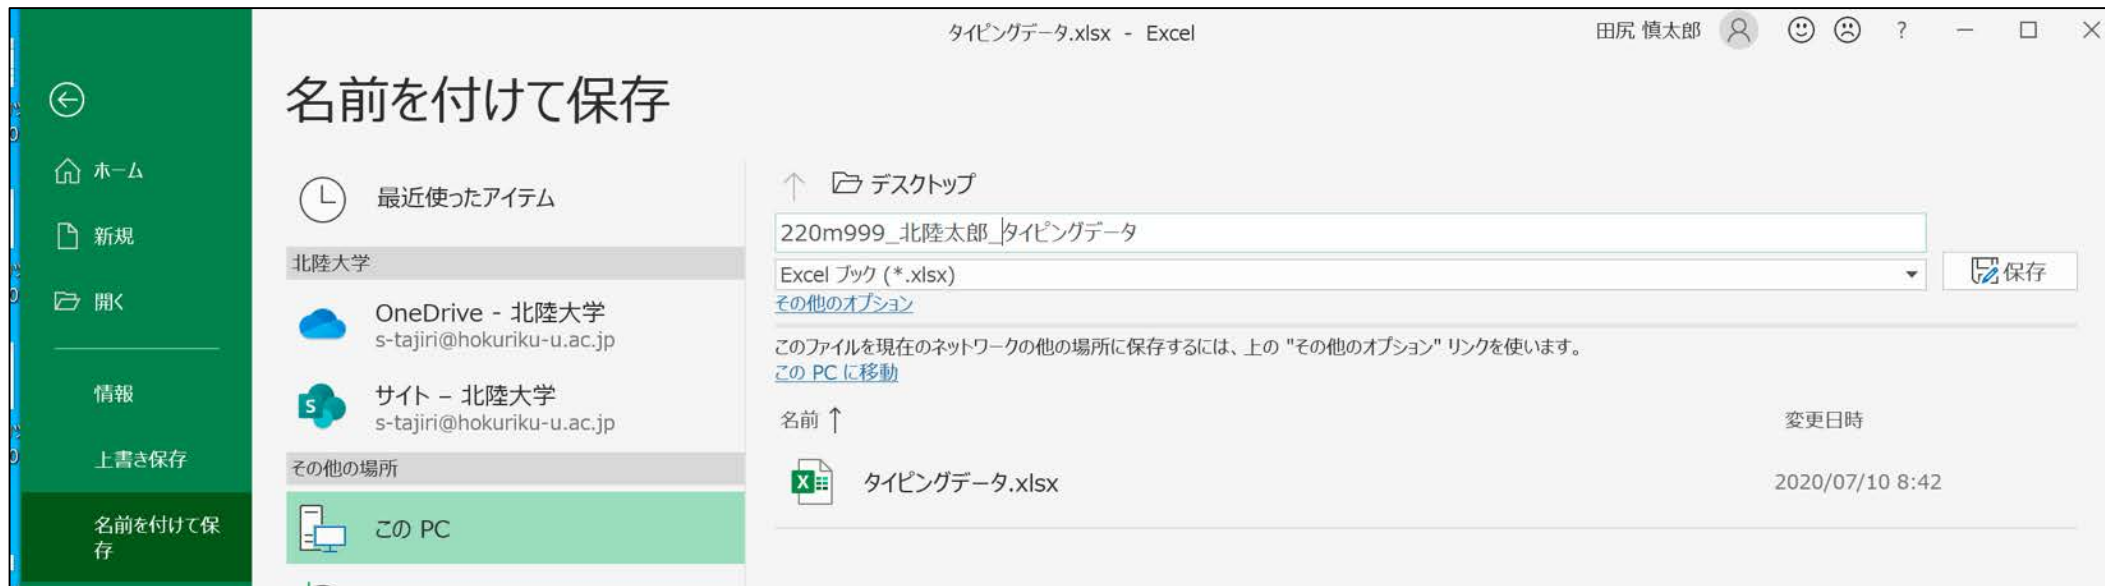 タイピングデータ.xlsx - Excel
田尻 慎太郎
?
名前を付けて保存
ホーム
新規
開く
情報
上書き保存
名前を付けて保
存
最近使ったアイテム
北陸大学
OneDrive - 北陸大学
s-tajiri@hokuriku-u.ac.jp
サイト – 北陸大学
s-tajiri@hokuriku-u.ac.jp
その他の場所
この PC
↑ デスクトップ
220m999_北陸太郎_タイピングデータ
Excel ブック (*.xlsx)
保存
その他のオプション
このファイルを現在のネットワークの他の場所に保存するには、上の "その他のオプション" リンクを使います。
この PC に移動
名前 ↑
変更日時
タイピングデータ.xlsx
2020/07/10 8:42